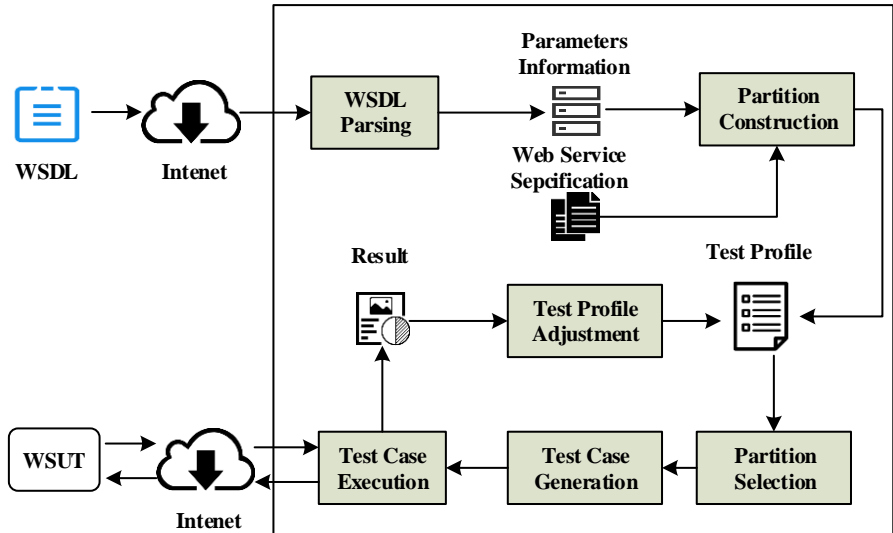 Parameters
Information
WSDL
Parsing
Partition
Construction
WSDL
Intenet
Web Service
Sepcification
Result
Test Profile
Test Profile
Adjustment
WSUT
Test Case
Execution
Test Case
Generation
Partition
Selection
Intenet